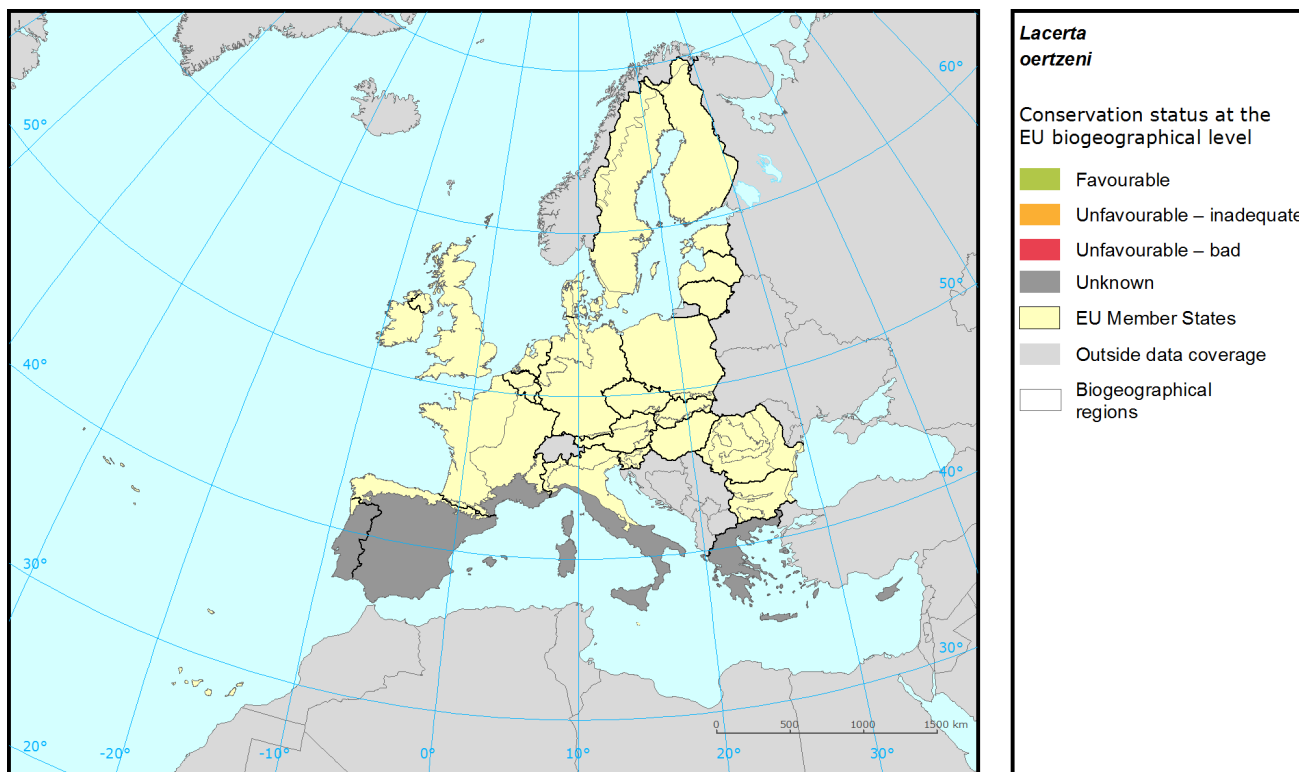 60°
50°
50°
40°
40°
30°
30°
20°
-20°
-10°
0°
10°
20°
30°
0
500
1000
1500 km
Lacerta
oertzeni
Conservation status at the
EU biogeographical level
Favourable
Unfavourable – inadequate
Unfavourable – bad
Unknown
EU Member States
Outside data coverage
Biogeographical
regions